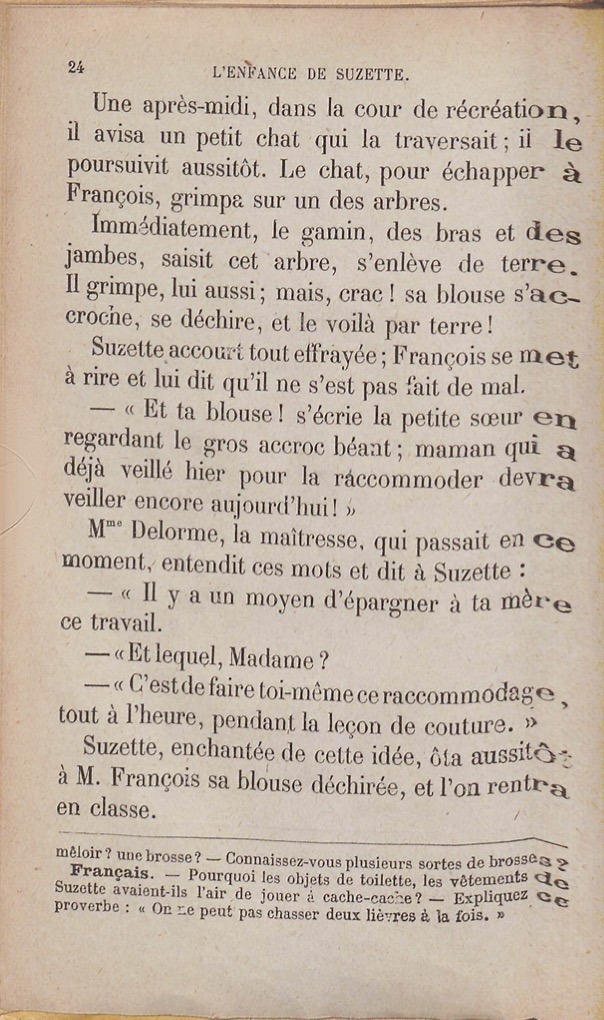 24
L'ENFANCE DE SUZETTE.
Une après-midi, dans la cour de récréation,
il avisa un petit chat qui la traversait ; il le
poursuivit aussitôt. Le chat, pour échapper à
François, grimpa sur un des arbres.
Immédiatement, le gamin, des bras et des
jambes, saisit cet arbre, s'enlève de terre.
Il grimpe, lui aussi ; mais, crac ! sa blouse s'ac-
croche, se déchire, et le voilà par terre !
Suzette accourt tout effrayée ; François se met
à rire et lui dit qu'il ne s'est pas fait de mal.
— « Et ta blouse ! s'écrie la petite sœur en
regardant le gros accroc béant ; maman qui a
déjà veillé hier pour la raccommoder devra
veiller encore aujourd'hui ! »
Mme Delorme, la maîtresse, qui passait en ce
moment, entendit ces mots et dit à Suzette :
— « Il y a un moyen d'épargner à ta mère
ce travail.
— « Et lequel, Madame ?
— « C'est de faire toi-même ce raccommodage,
tout à l'heure, pendant la leçon de couture. »
Suzette, enchantée de cette idée, ôta aussitôt
à M. François sa blouse déchirée, et l'on rentra
en classe.
mêloir ? une brosse ? — Connaissez-vous plusieurs sortes de brosses ?
Français. — Pourquoi les objets de toilette, les vêtements de
Suzette avaient-ils l'air de jouer à cache-cache ? — Expliquez ce
proverbe : « On ne peut pas chasser deux lièvres à la fois. »